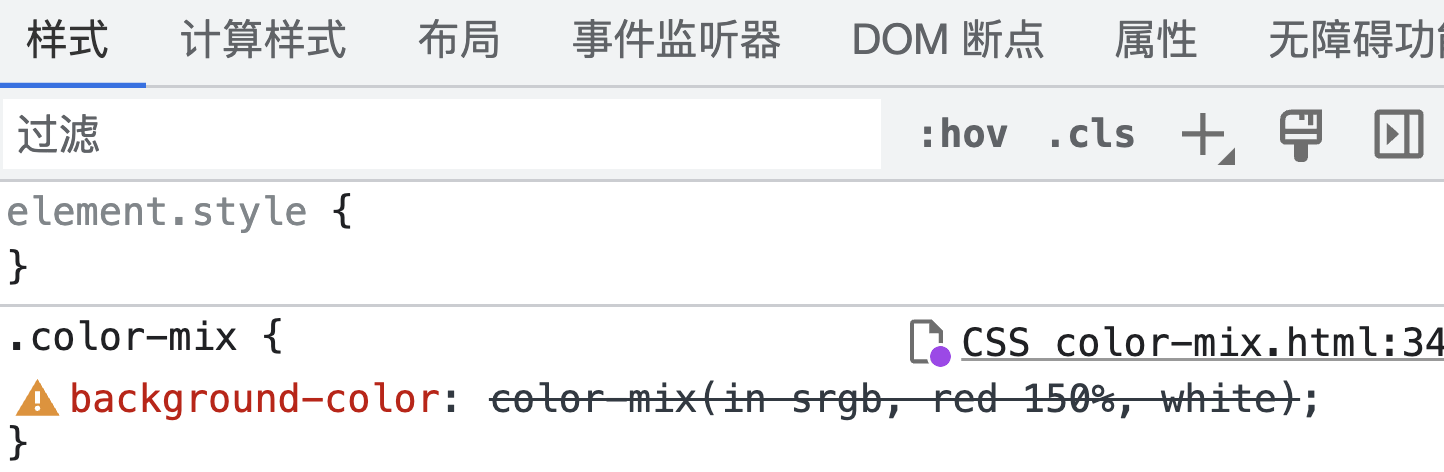 样式 计算样式 布局 事件监听器 DOM 断点 属性 无障碍功能
过滤 :hov .cls
element.style {
}
.color-mix { CSS color-mix.html:34
background-color: color-mix(in srgb, red 150%, white);
}